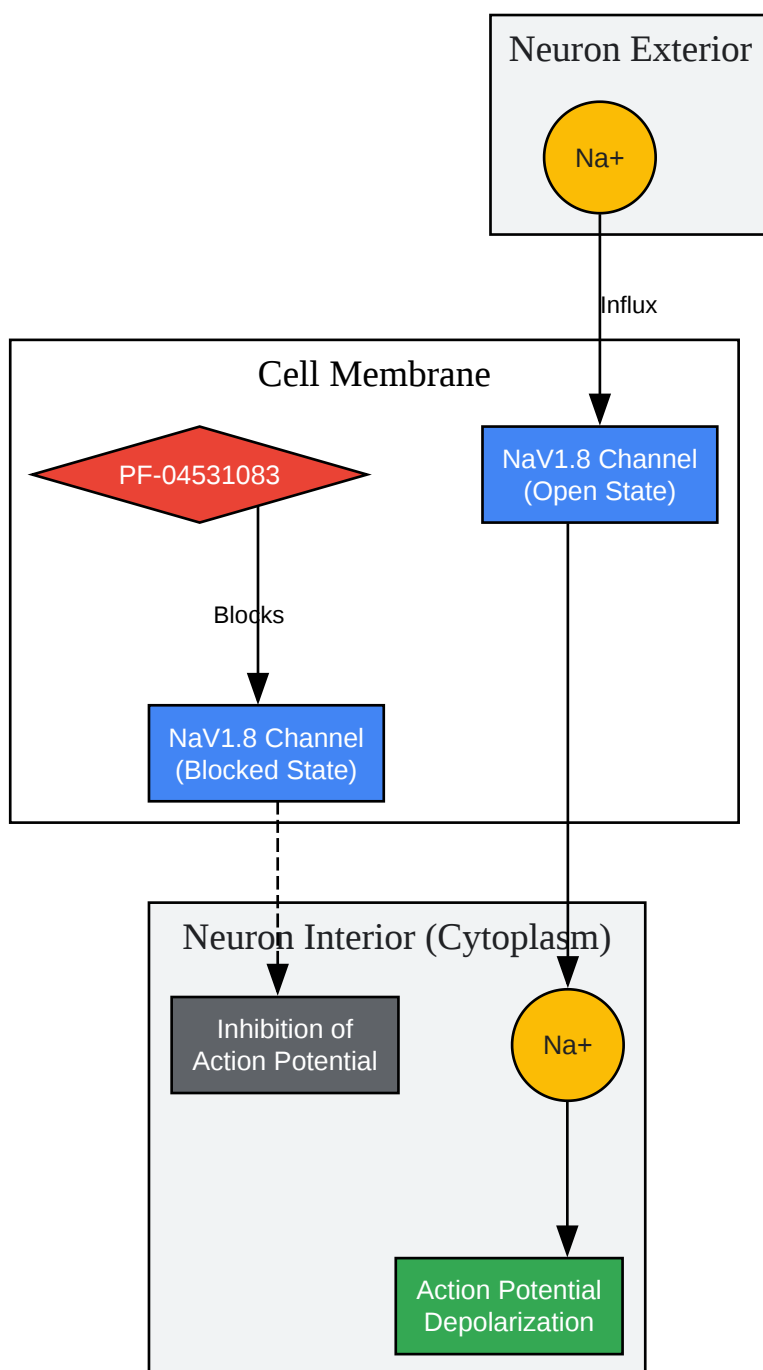 Neuron Exterior
Na+
Influx
Cell Membrane
PF-04531083
NaV1.8 Channel
(Open State)
Blocks
NaV1.8 Channel
(Blocked State)
Neuron Interior (Cytoplasm)
Inhibition of
Action Potential
Na+
Action Potential
Depolarization